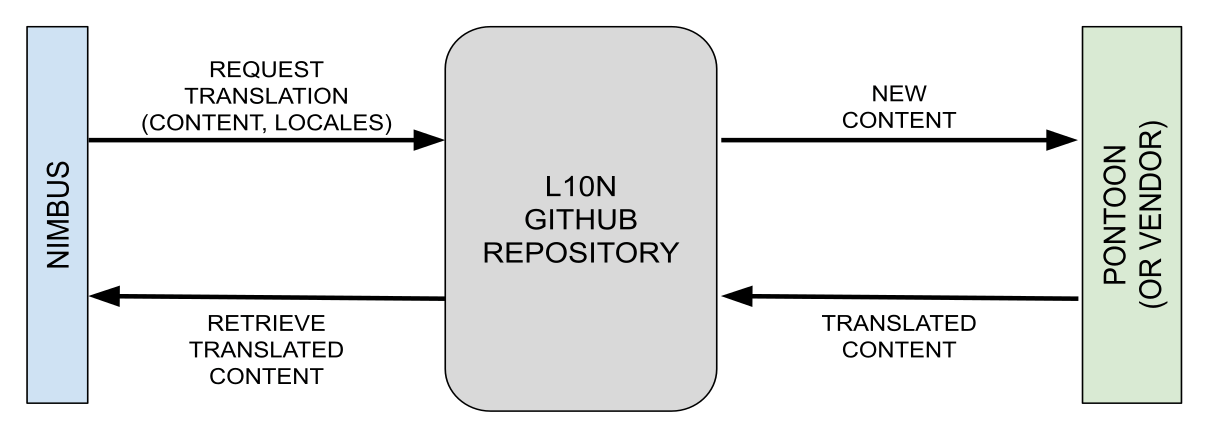 NIMBUS
REQUEST
TRANSLATION
(CONTENT, LOCALES)
RETRIEVE
TRANSLATED
CONTENT
L10N
GITHUB
REPOSITORY
NEW
CONTENT
TRANSLATED
CONTENT
PONTOON
(OR VENDOR)